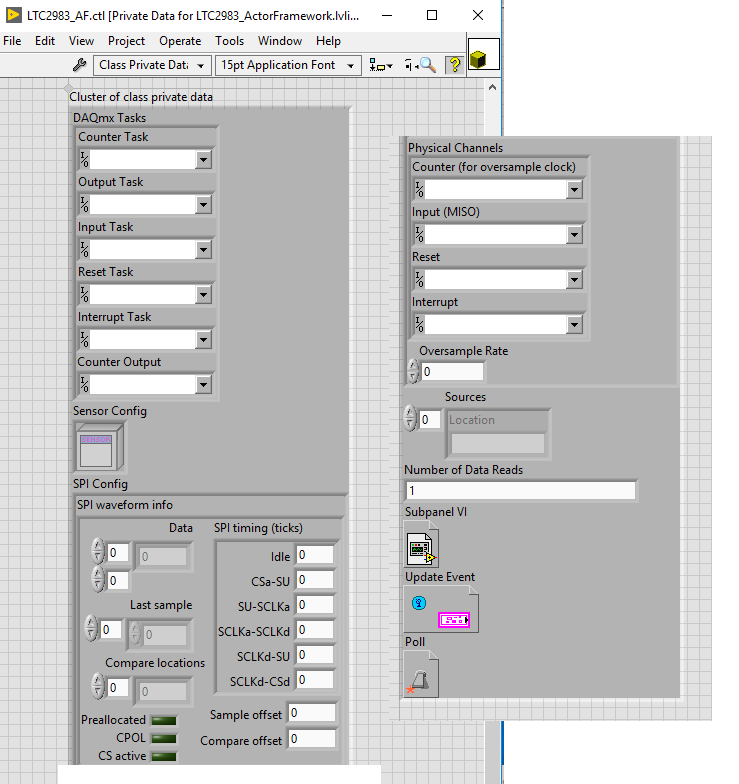 LTC2983_AF.ctl [Private Data for LTC2983_ActorFramework.lvli...
File Edit View Project Operate Tools Window Help
Class Private Data 15pt Application Font
Cluster of class private data
DAQmx Tasks
Counter Task
Output Task
Input Task
Reset Task
Interrupt Task
Counter Output
Sensor Config
SENSOR
SPI Config
SPI waveform info
Data SPI timing (ticks)
0 0 Idle 0
0 CSa-SU 0
Last sample SU-SCLKa 0
0 0 SCLKa-SCLKd 0
Compare locations SCLKd-SU 0
0 0 SCLKd-CSd 0
Preallocated Sample offset 0
CPOL Compare offset 0
CS active
Physical Channels
Counter (for oversample clock)
Input (MISO)
Reset
Interrupt
Oversample Rate
0
Sources
0 Location
Number of Data Reads
1
Subpanel VI
Update Event
Poll